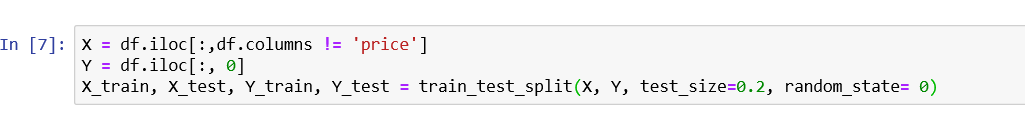 In [7]: X = df.iloc[:,df.columns != 'price']
Y = df.iloc[:, 0]
X_train, X_test, Y_train, Y_test = train_test_split(X, Y, test_size=0.2, random_state= 0)